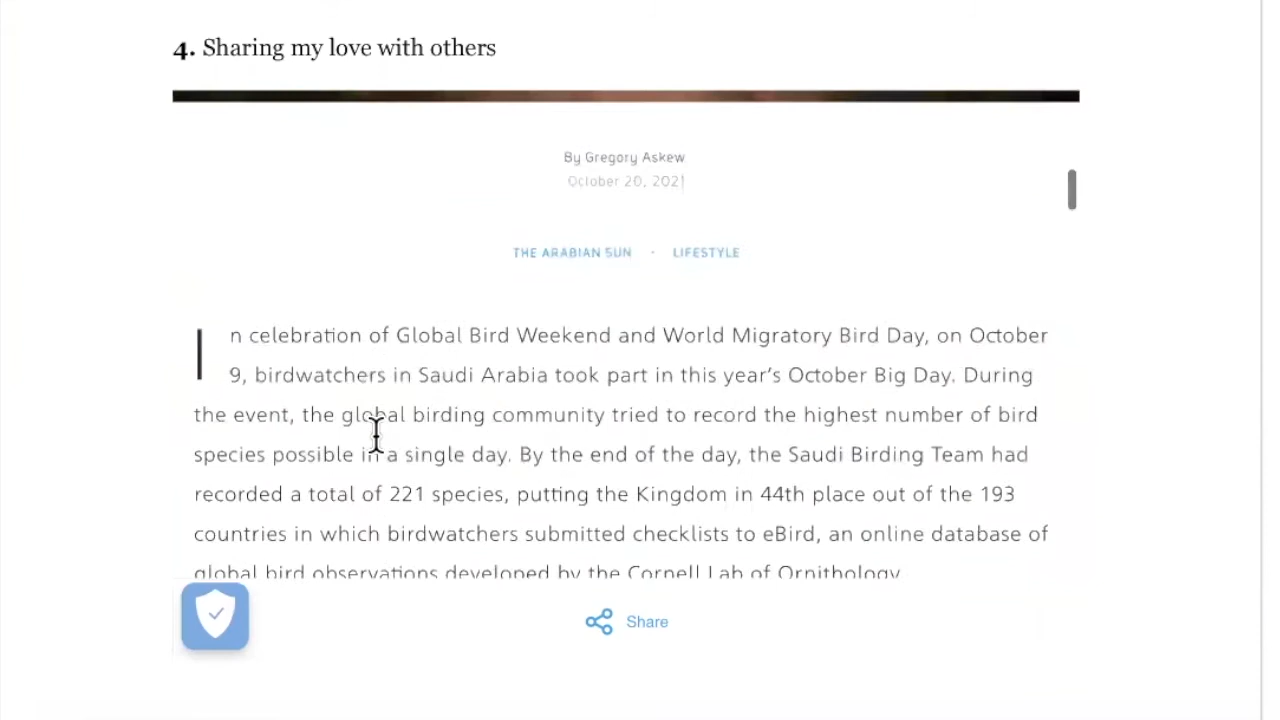 4. Sharing my love with others
By Gregory Askew
October 20, 2021
THE ARABIAN SUN · LIFESTYLE
In celebration of Global Bird Weekend and World Migratory Bird Day, on October
9, birdwatchers in Saudi Arabia took part in this year’s October Big Day. During
the event, the global birding community tried to record the highest number of bird
species possible in a single day. By the end of the day, the Saudi Birding Team had
recorded a total of 221 species, putting the Kingdom in 44th place out of the 193
countries in which birdwatchers submitted checklists to eBird, an online database of
global bird observations developed by the Cornell Lab of Ornithology
Share